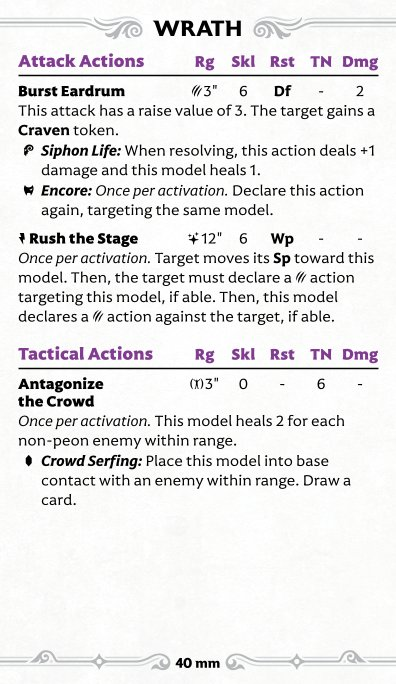 WRATH
Attack Actions Rg Skl Rst TN Dmg
Burst Eardrum 3" 6 Df - 2
This attack has a raise value of 3. The target gains a
Craven token.
Siphon Life: When resolving, this action deals +1
damage and this model heals 1.
Encore: Once per activation. Declare this action
again, targeting the same model.
Rush the Stage 12" 6 Wp - -
Once per activation. Target moves its Sp toward this
model. Then, the target must declare a action
targeting this model, if able. Then, this model
declares a action against the target, if able.
Tactical Actions Rg Skl Rst TN Dmg
Antagonize 3" 0 - 6 -
the Crowd
Once per activation. This model heals 2 for each
non-peon enemy within range.
Crowd Serfing: Place this model into base
contact with an enemy within range. Draw a
card.
40 mm